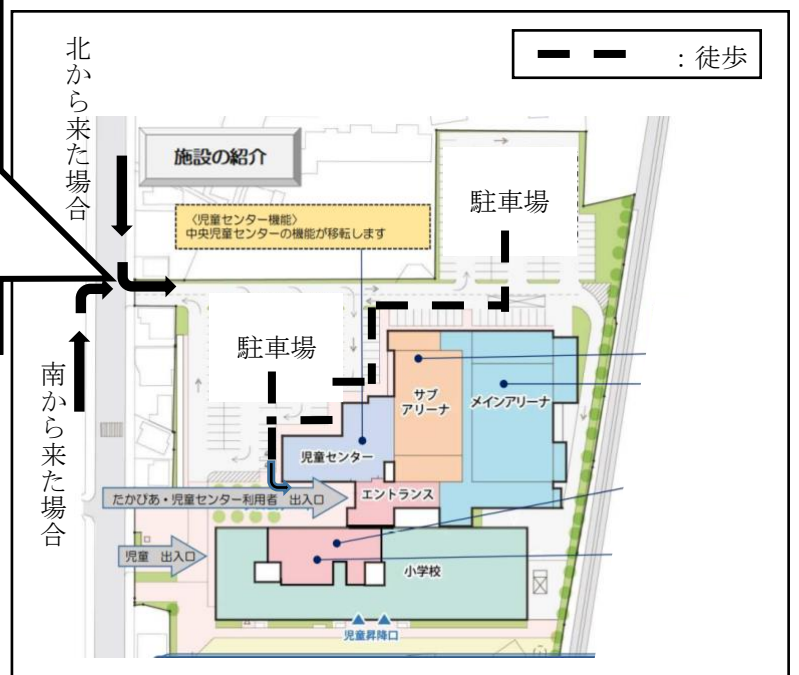 北から来た場合
:徒歩
施設の紹介
駐車場
〈児童センター機能〉
中央児童センターの機能が移転します
駐車場
南から来た場合
サブ
アリーナ
メインアリーナ
児童センター
エントランス
たかぴあ・児童センター利用者 出入口
児童 出入口
小学校
児童昇降口